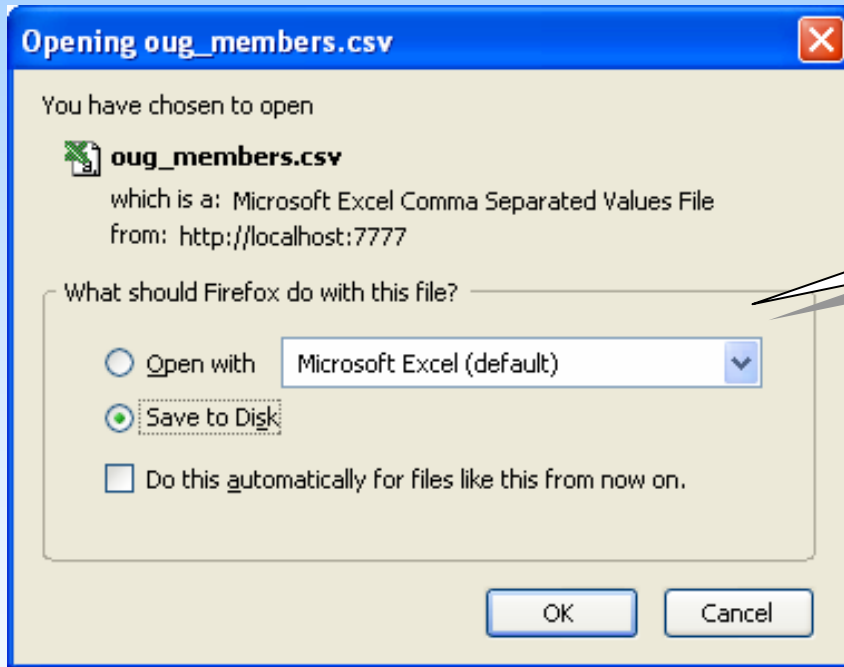 Opening oug_members.csv
You have chosen to open
oug_members.csv
which is a: Microsoft Excel Comma Separated Values File
from: http://localhost:7777
What should Firefox do with this file?
Open with Microsoft Excel (default)
Save to Disk
Do this automatically for files like this from now on.
OK Cancel